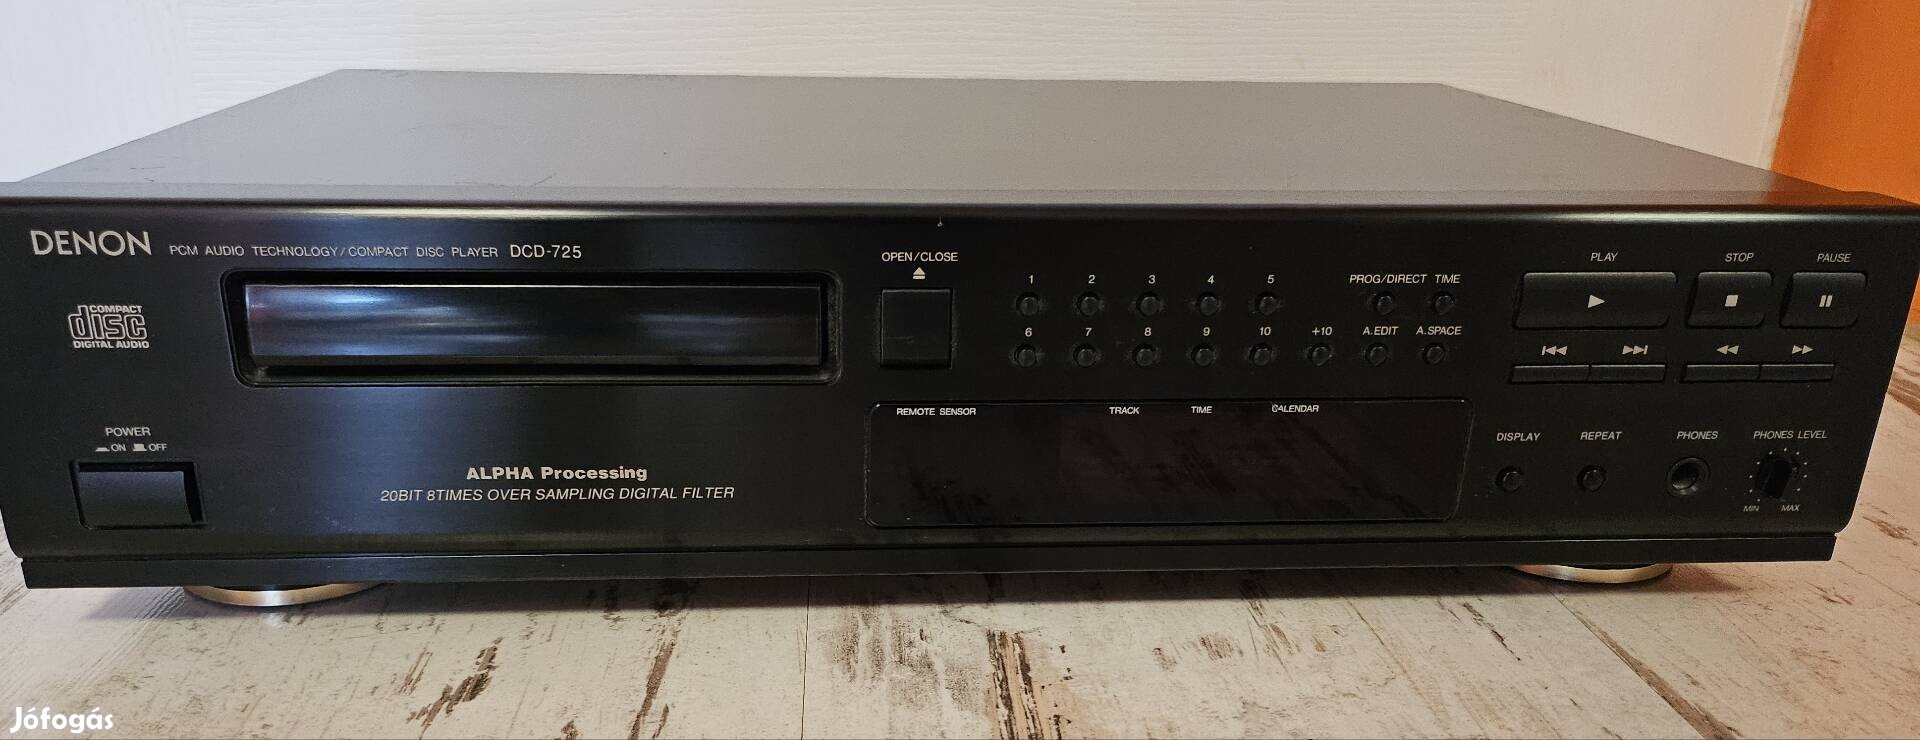 DENON PCM AUDIO TECHNOLOGY/COMPACT DISC PLAYER DCD-725
COMPACT
disc
DIGITAL AUDIO
POWER
ON OFF
ALPHA Processing
20BIT 8TIMES OVER SAMPLING DIGITAL FILTER
OPEN/CLOSE
1 2 3 4 5 PROG/DIRECT TIME
6 7 8 9 10 +10 A.EDIT A.SPACE
REMOTE SENSOR TRACK TIME CALENDAR
PLAY STOP PAUSE
DISPLAY REPEAT PHONES PHONES LEVEL
MIN MAX
Jófogás